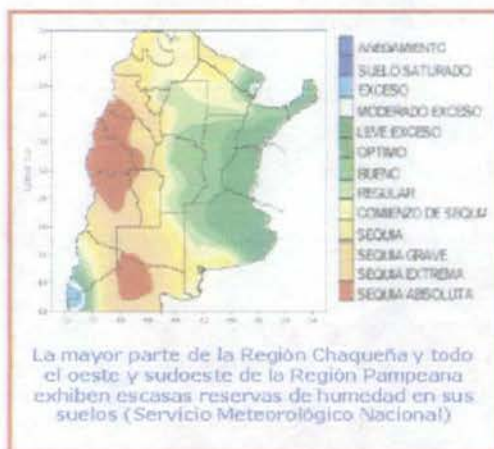 ANEGAMIENTO
SUELO SATURADO
EXCESO
MODERADO EXCESO
LEVE EXCESO
OPTIMO
BUENO
REGULAR
COMIENZO DE SEQUIA
SEQUIA
SEQUIA GRAVE
SEQUIA EXTREMA
SEQUIA ABSOLUTA
La mayor parte de la Región Chaqueña y todo
el oeste y sudoeste de la Región Pampeana
exhiben escasas reservas de humedad en sus
suelos (Servicio Meteorológico Nacional)